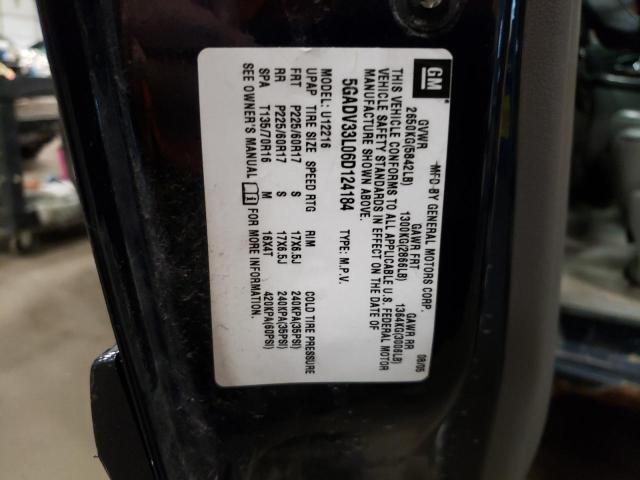 GM
MFD BY GENERAL MOTORS CORP. 06/05
GVWR GAWR FRT GAWR RR
2650KG(5842LB) 1300KG(2866LB) 1364KG(3008LB)
THIS VEHICLE CONFORMS TO ALL APPLICABLE U.S. FEDERAL MOTOR
VEHICLE SAFETY STANDARDS IN EFFECT ON THE DATE OF
MANUFACTURE SHOWN ABOVE.
5GADV33L06D124184 TYPE: M.P.V.
MODEL: U12216
UPAP TIRE SIZE SPEED RTG RIM COLD TIRE PRESSURE
FRT P225/60R17 S 17X6.5J 240KPA(35PSI)
RR P225/60R17 S 17X6.5J 240KPA(35PSI)
SPA T135/70R16 M 16X4T 420KPA(60PSI)
SEE OWNER'S MANUAL i FOR MORE INFORMATION.